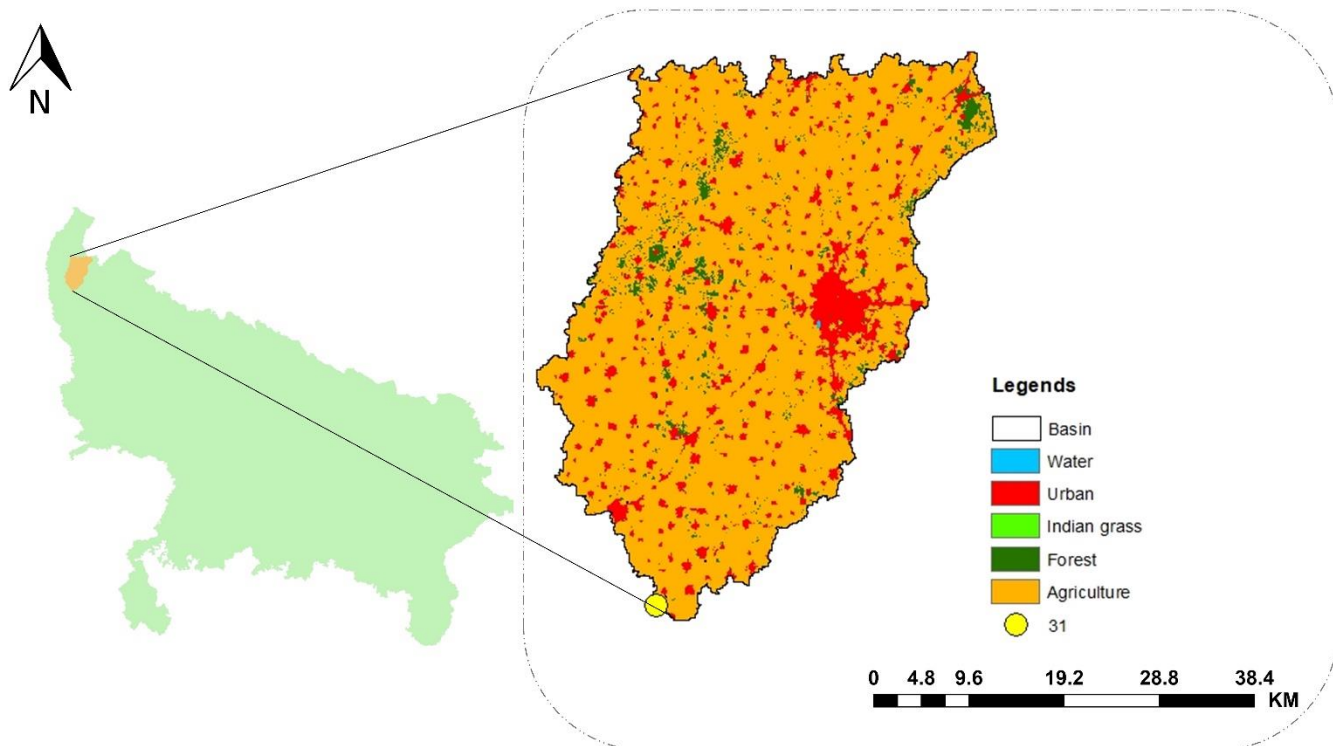 N
Legends
Basin
Water
Urban
Indian grass
Forest
Agriculture
31
0 4.8 9.6 19.2 28.8 38.4
KM